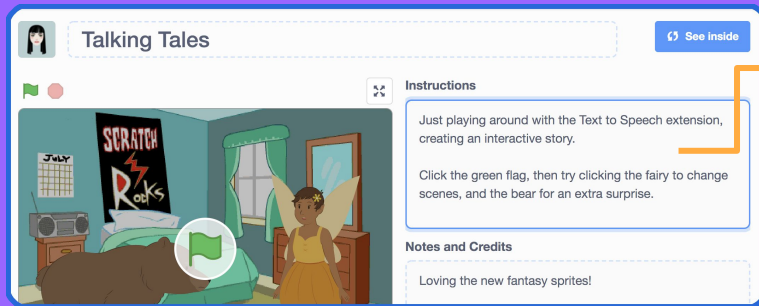 Talking Tales
See inside
Instructions
Just playing around with the Text to Speech extension,
creating an interactive story.
Click the green flag, then try clicking the fairy to change
scenes, and the bear for an extra surprise.
JULY
SCRATCH
Rocks
Notes and Credits
Loving the new fantasy sprites!